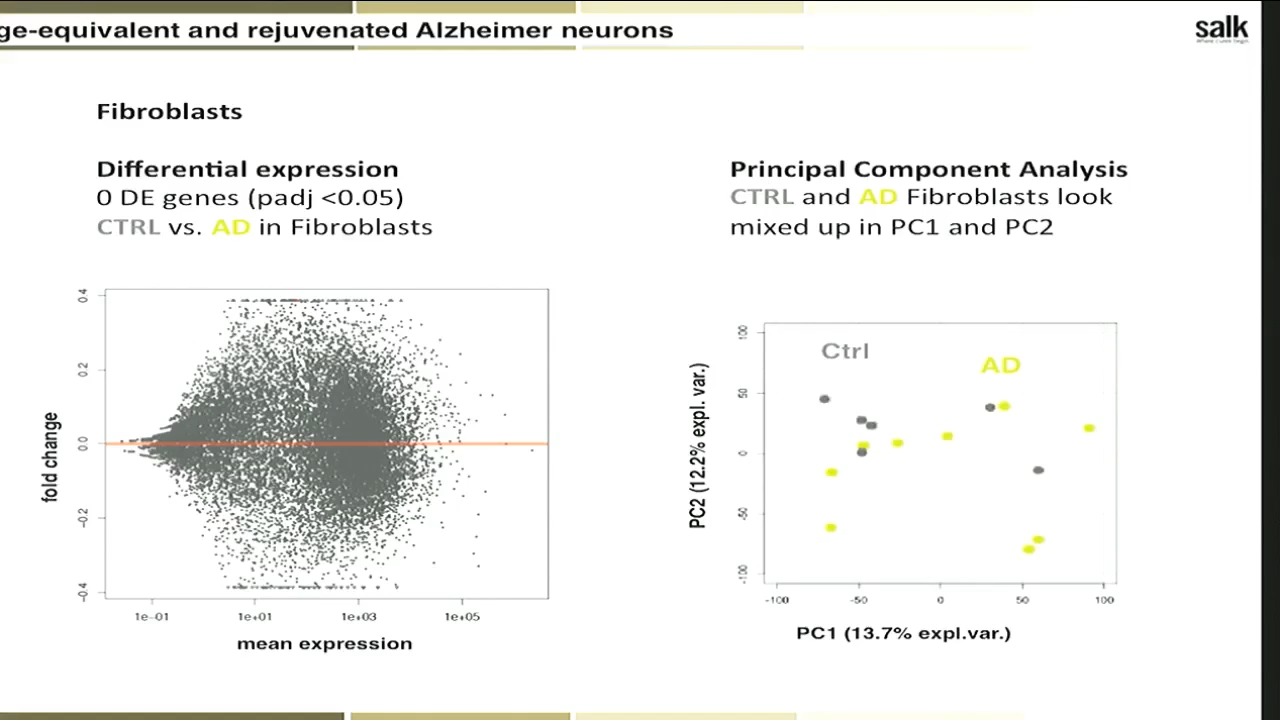 ge-equivalent and rejuvenated Alzheimer neurons
salk
Fibroblasts
Differential expression
0 DE genes (padj <0.05)
CTRL vs. AD in Fibroblasts
Principal Component Analysis
CTRL and AD Fibroblasts look
mixed up in PC1 and PC2
fold change
0.4
0.2
0.0
-0.2
-0.4
1e-01
1e+01
1e+03
1e+05
mean expression
Ctrl
AD
PC2 (12.2% expl. var.)
100
50
0
-50
-100
-100
-50
0
50
100
PC1 (13.7% expl.var.)